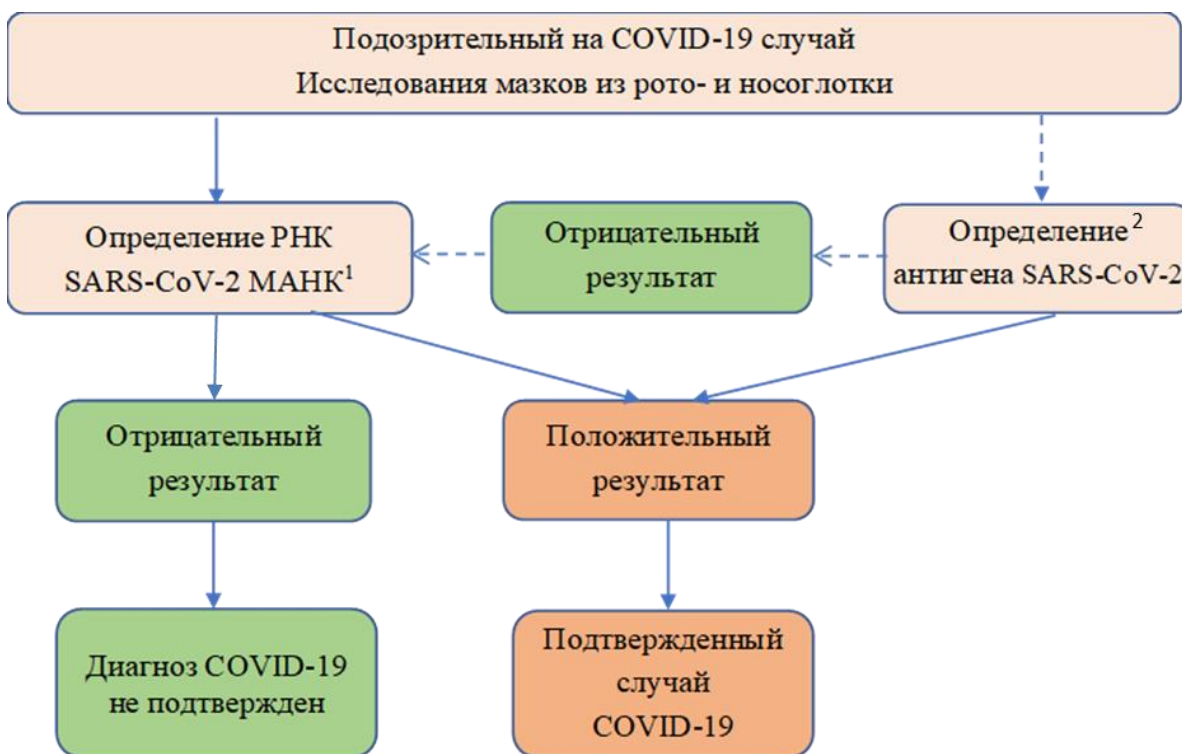 Подозрительный на COVID-19 случай
Исследования мазков из рото- и носоглотки
Определение РНК
SARS-CoV-2 МАНК¹
Отрицательный
результат
Определение²
антигена SARS-CoV-2
Отрицательный
результат
Положительный
результат
Диагноз COVID-19
не подтвержден
Подтвержденный
случай
COVID-19